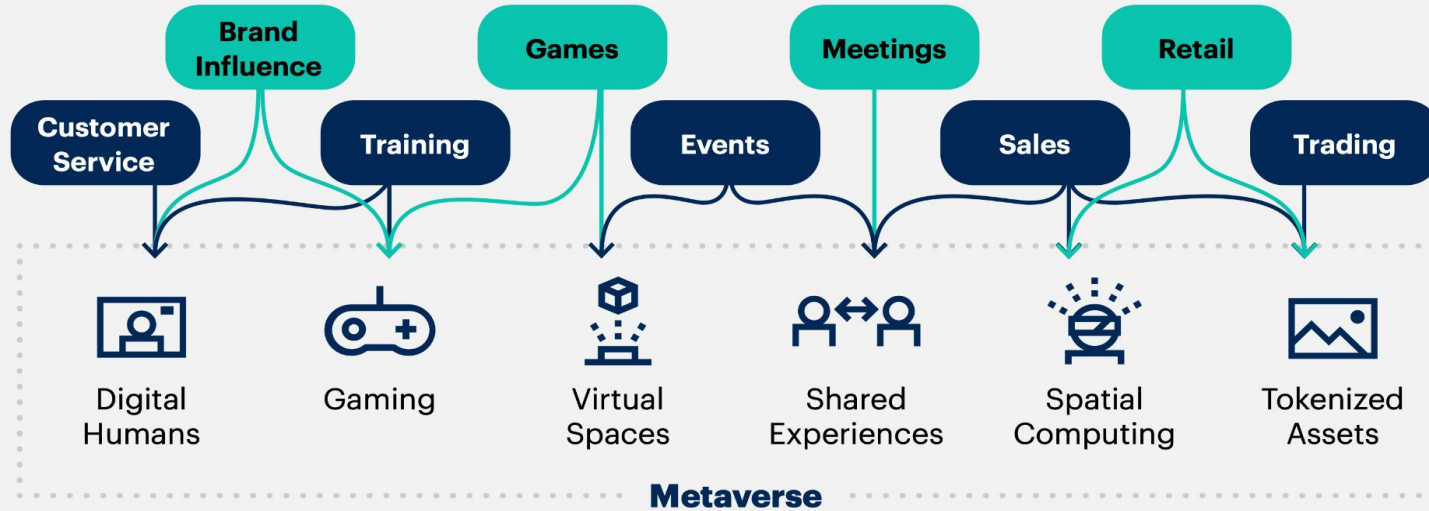 Brand
Influence
Games
Meetings
Retail
Customer
Service
Training
Events
Sales
Trading
Digital
Humans
Gaming
Virtual
Spaces
Shared
Experiences
Spatial
Computing
Tokenized
Assets
Metaverse